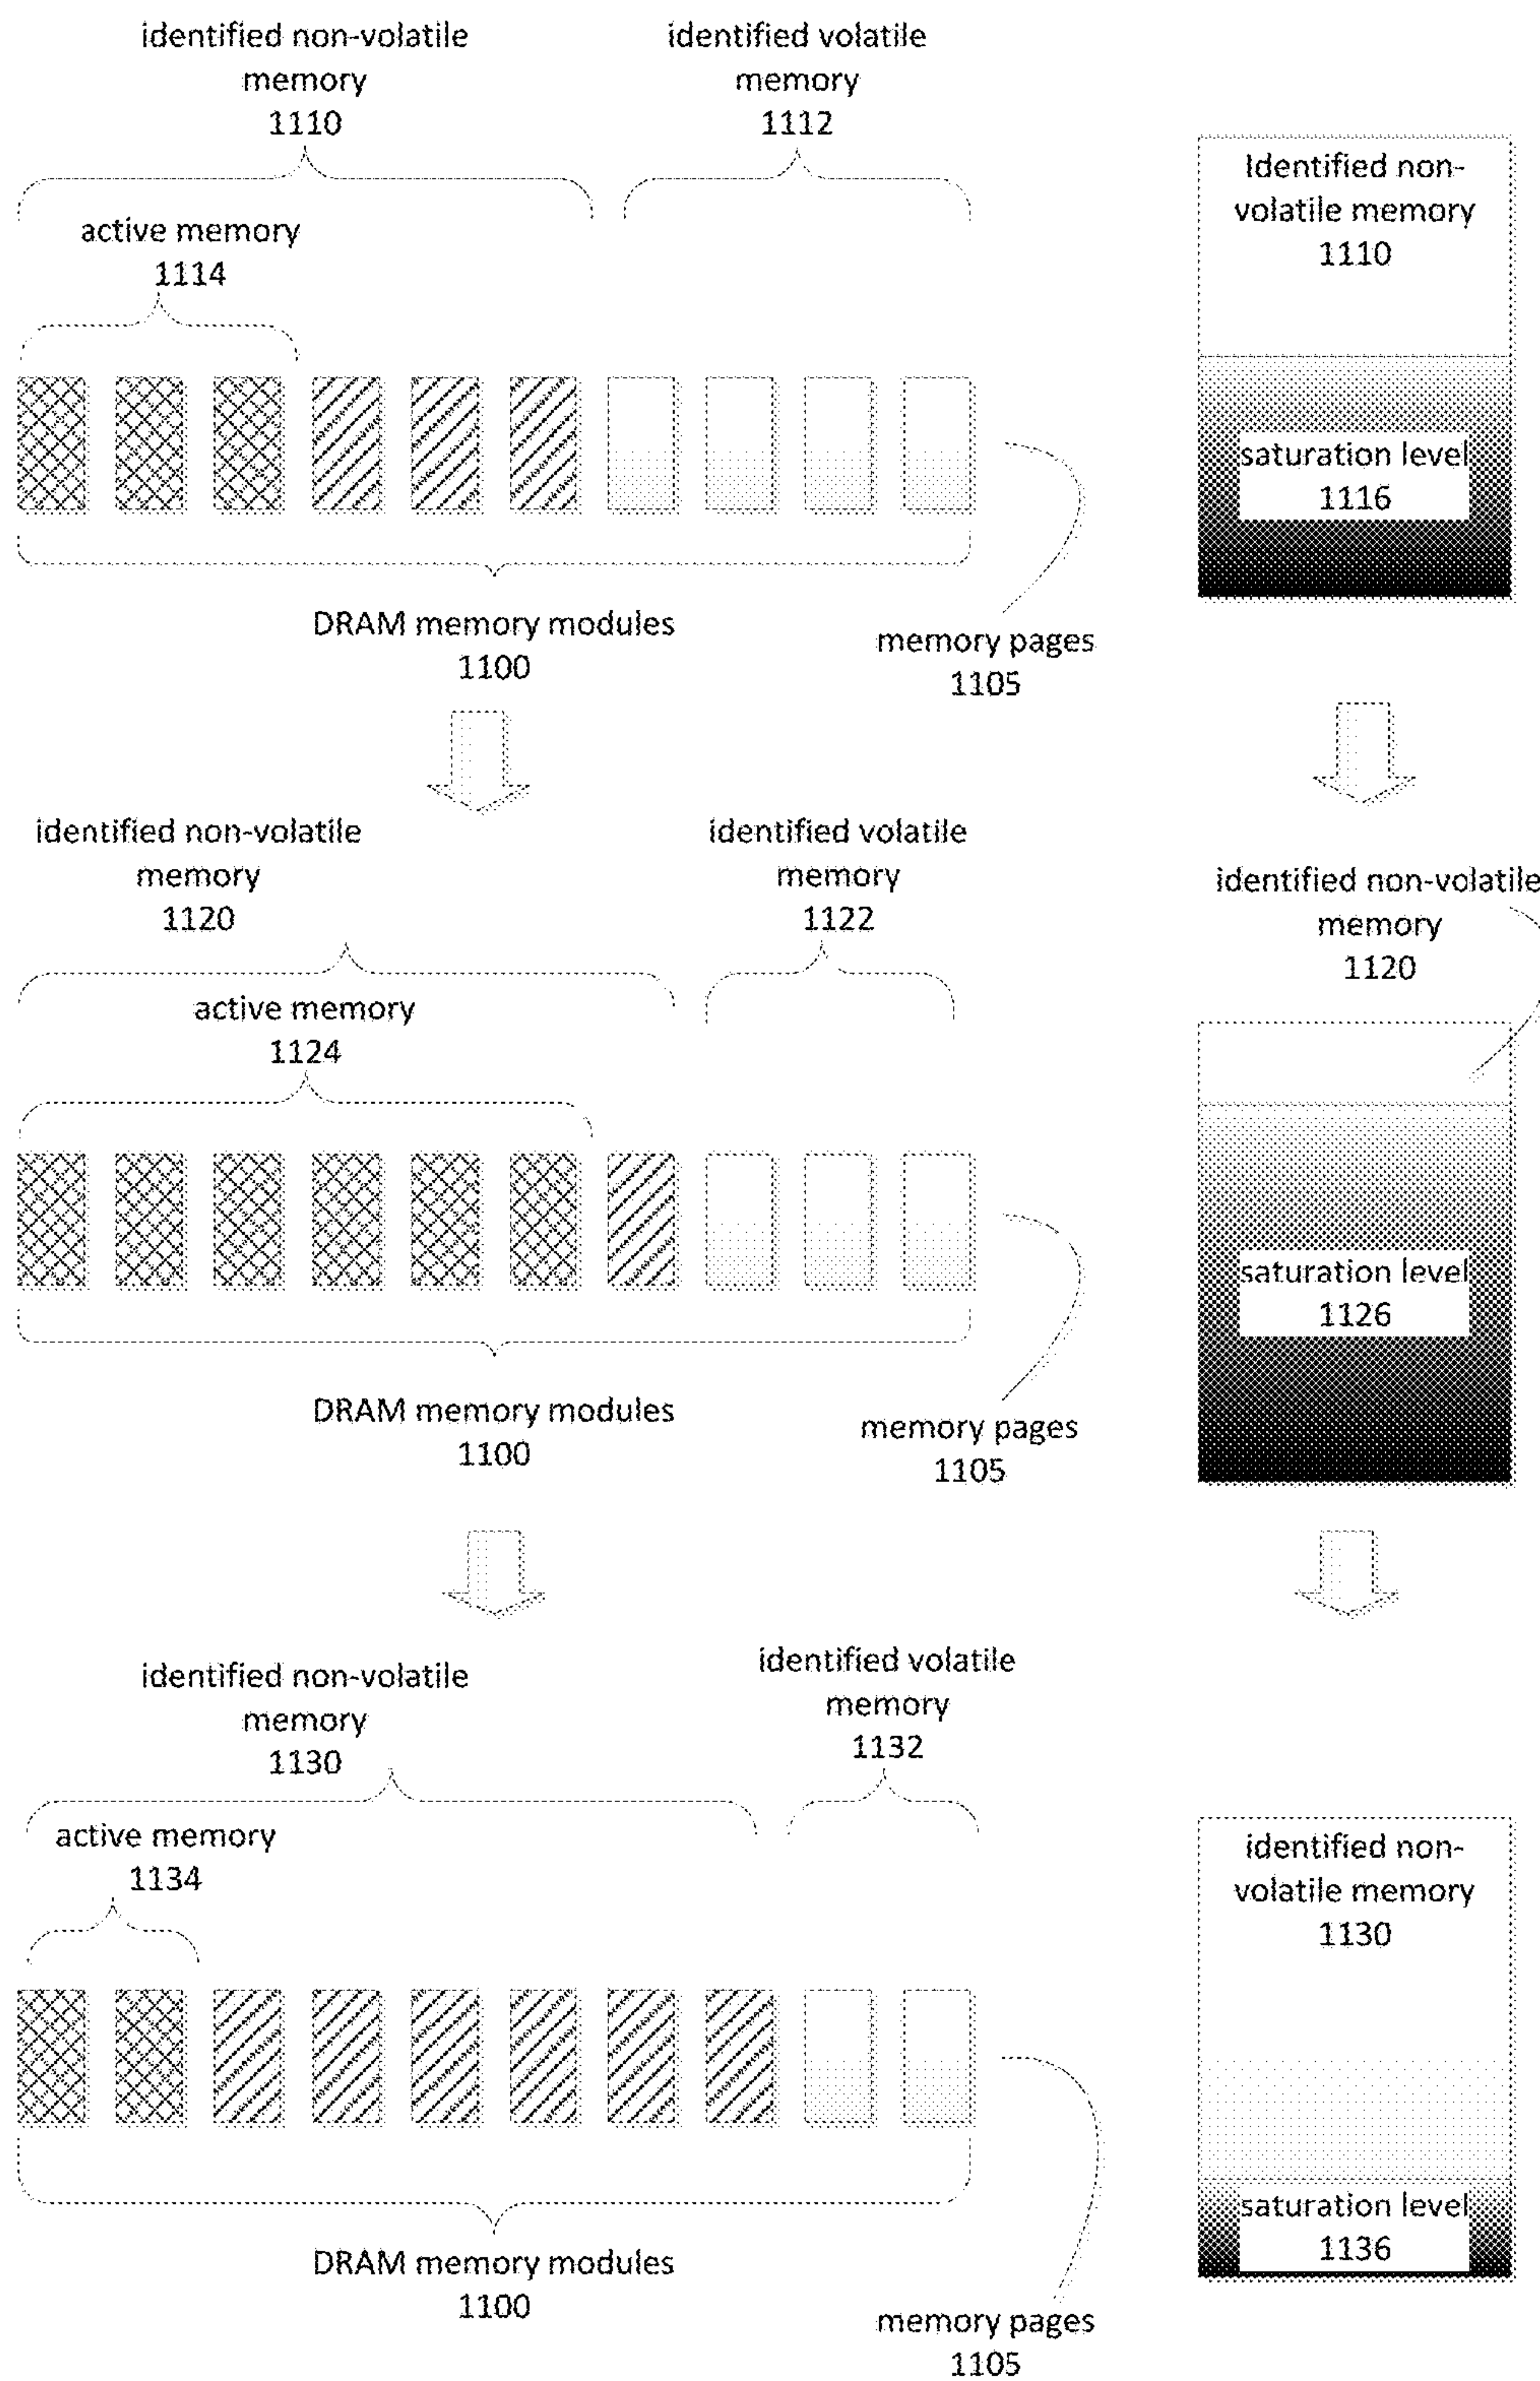 identified non-volatile
memory
1110
identified volatile
memory
1112
active memory
1114
Identified non-
volatile memory
1110
saturation level
1116
DRAM memory modules
1100
memory pages
1105
identified non-volatile
memory
1120
identified volatile
memory
1122
identified non-volatile
memory
1120
active memory
1124
saturation level
1126
DRAM memory modules
1100
memory pages
1105
identified non-volatile
memory
1130
identified volatile
memory
1132
active memory
1134
identified non-
volatile memory
1130
saturation level
1136
DRAM memory modules
1100
memory pages
1105